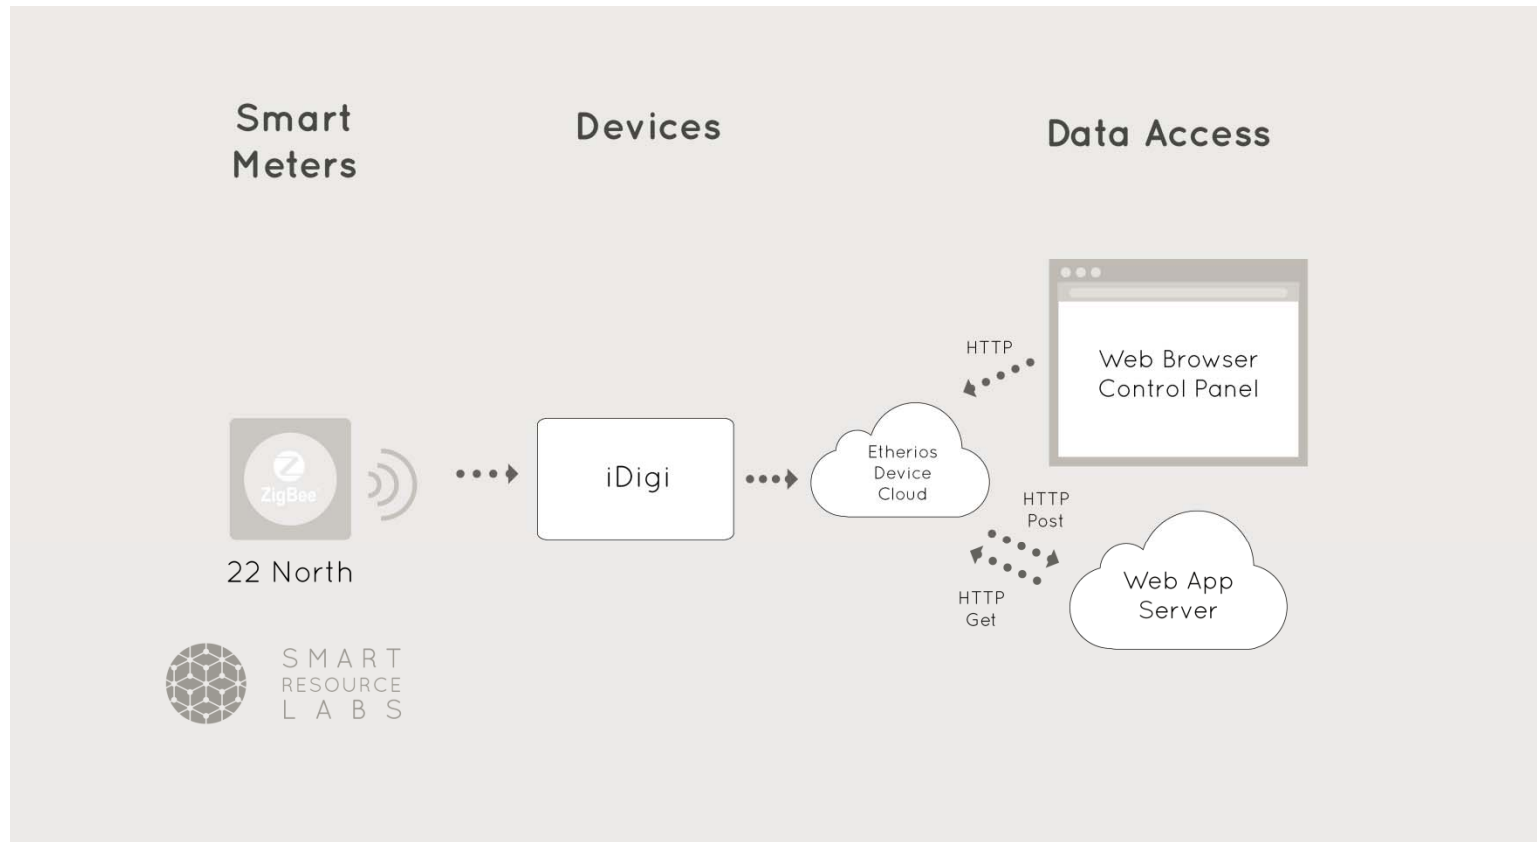 Smart
Meters
Devices
Data Access
HTTP
Web Browser
Control Panel
ZigBee
iDigi
Etherios
Device
Cloud
HTTP
Post
22 North
HTTP
Get
Web App
Server
SMART
RESOURCE
LABS